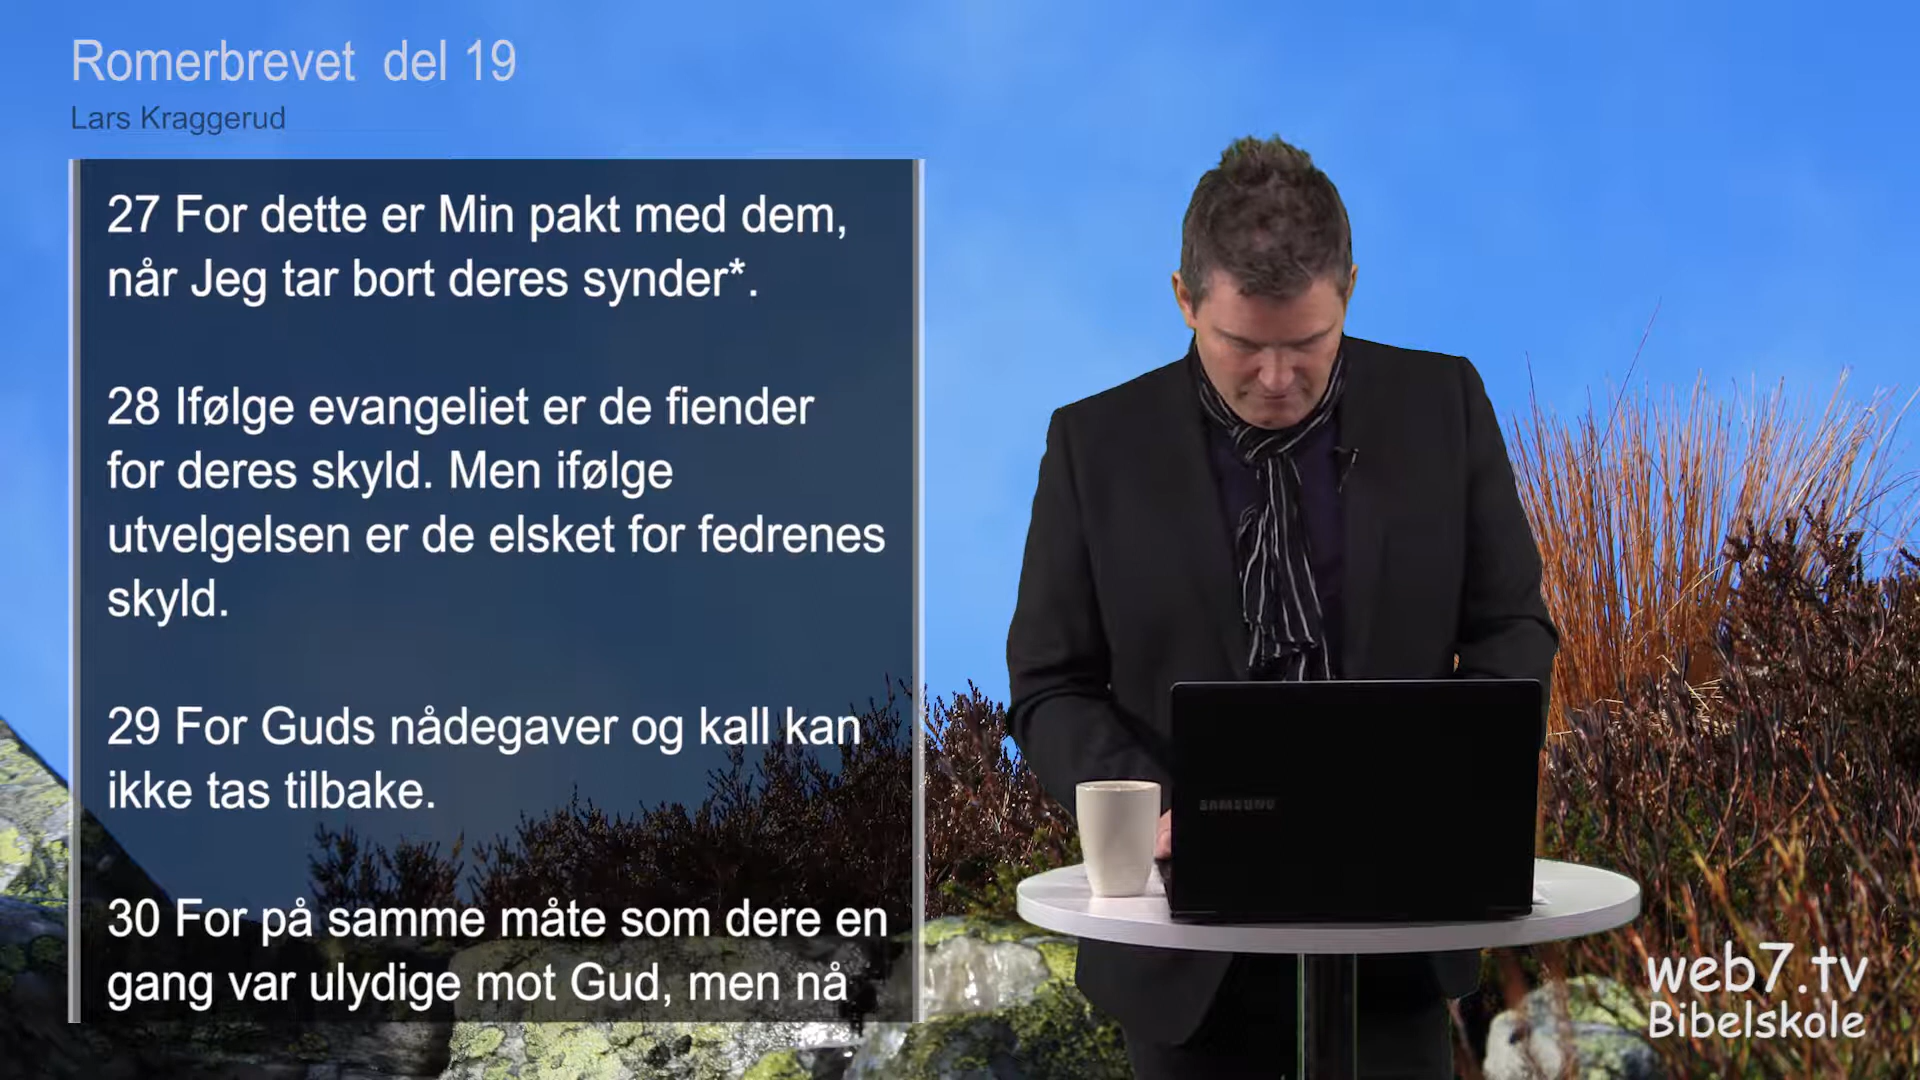 Romerbrevet del 19
Lars Kraggerud
27 For dette er Min pakt med dem,
når Jeg tar bort deres synder*.
28 Ifølge evangeliet er de fiender
for deres skyld. Men ifølge
utvelgelsen er de elsket for fedrenes
skyld.
29 For Guds nådegaver og kall kan
ikke tas tilbake.
30 For på samme måte som dere en
gang var ulydige mot Gud, men nå
SAMSUNG
web7.tv
Bibelskole